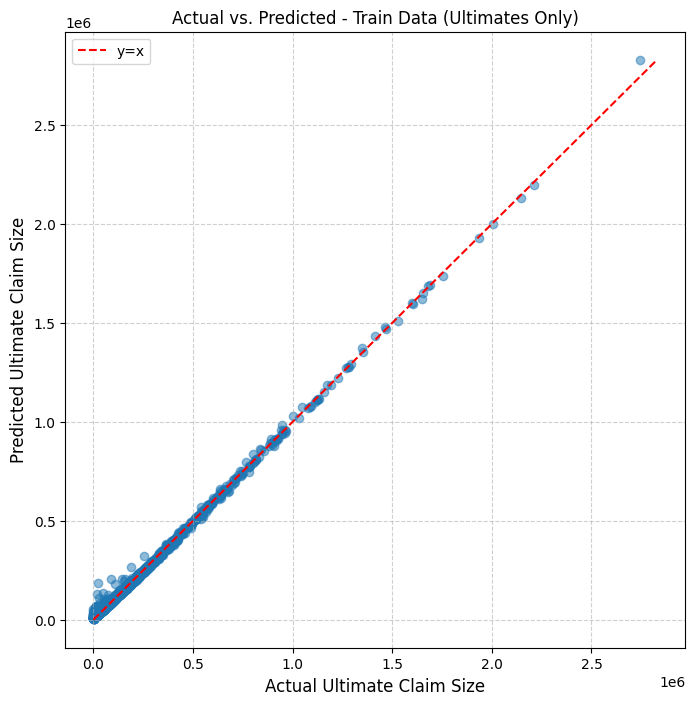 Actual vs. Predicted - Train Data (Ultimates Only)
1e6
y=x
2.5
2.0
1.5
1.0
0.5
0.0
Predicted Ultimate Claim Size
0.0 0.5 1.0 1.5 2.0 2.5
1e6
Actual Ultimate Claim Size